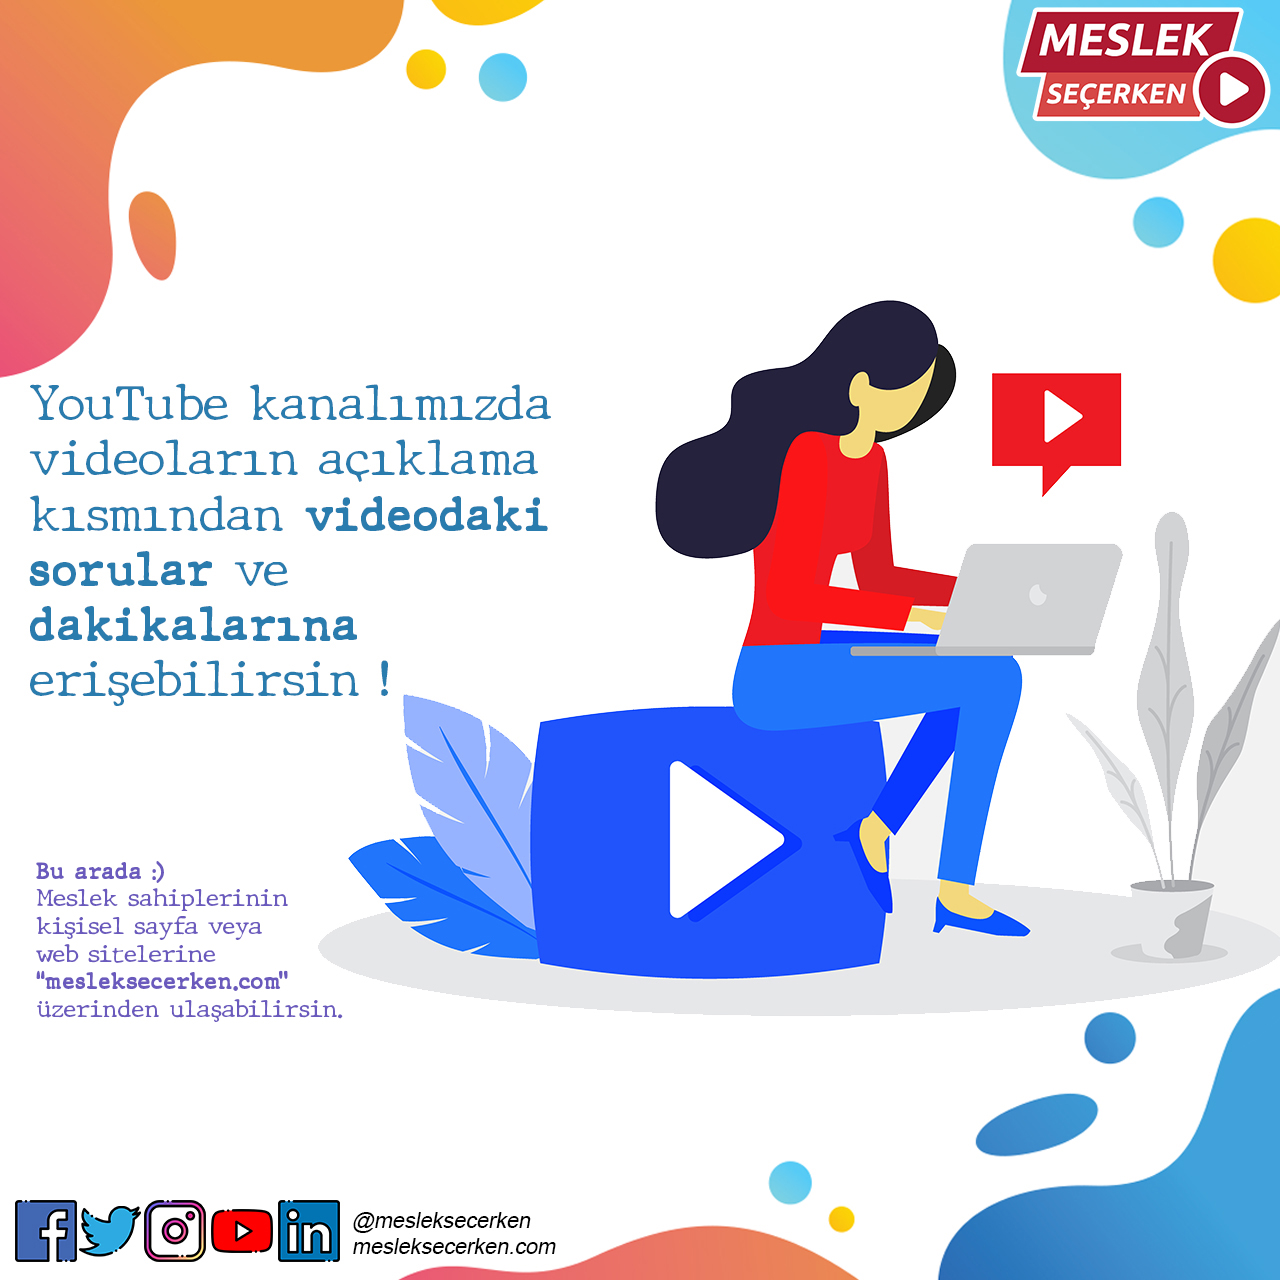 MESLEK
SEÇERKEN
YouTube kanalımızda
videoların açıklama
kısmından videodaki
sorular ve
dakikalarına
erişebilirsin !
Bu arada :)
Meslek sahiplerinin
kişisel sayfa veya
web sitelerine
"mesleksecerken.com"
üzerinden ulaşabilirsin.
@mesleksecerken
mesleksecerken.com